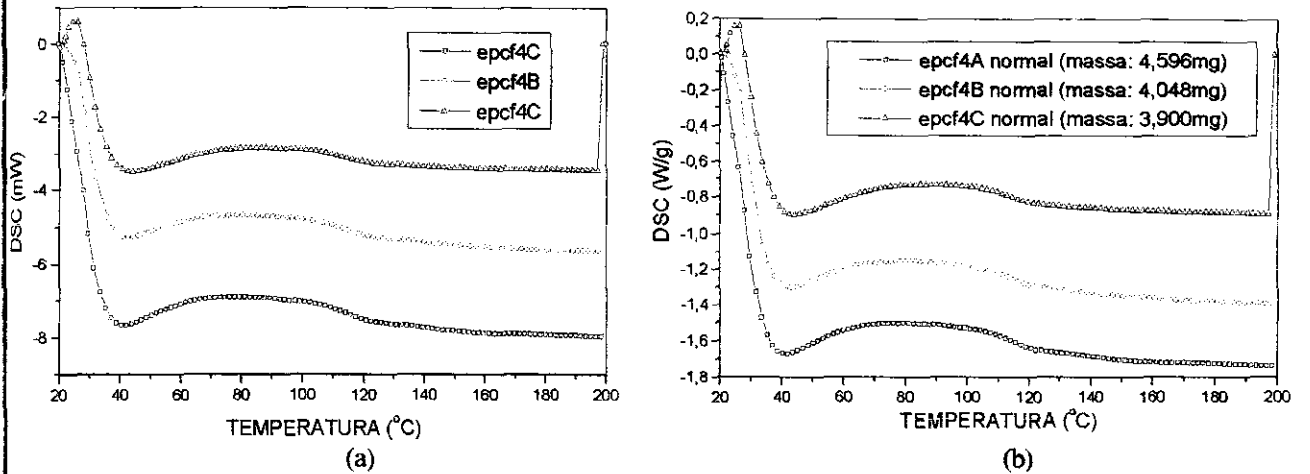 DSC (mW)
0
-2
-4
-6
-8
epcf4C
epcf4B
epcf4C
20 40 60 80 100 120 140 160 180 200
TEMPERATURA (°C)
(a)
DSC (W/g)
0,2
0,0
-0,2
-0,4
-0,6
-0,8
-1,0
-1,2
-1,4
-1,6
-1,8
epcf4A normal (massa: 4,596mg)
epcf4B normal (massa: 4,048mg)
epcf4C normal (massa: 3,900mg)
20 40 60 80 100 120 140 160 180 200
TEMPERATURA (°C)
(b)